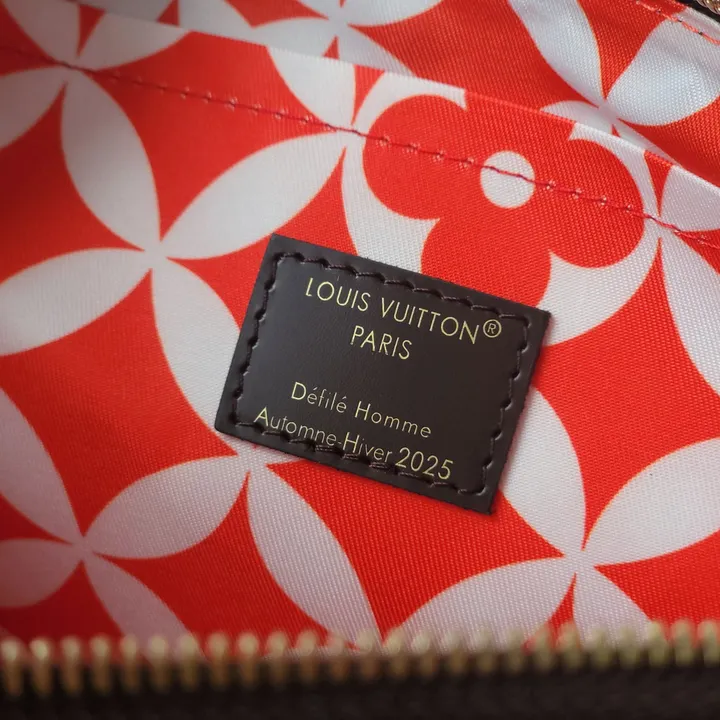 LOUIS VUITTON®
PARIS
Défilé Homme
Automne-Hiver 2025